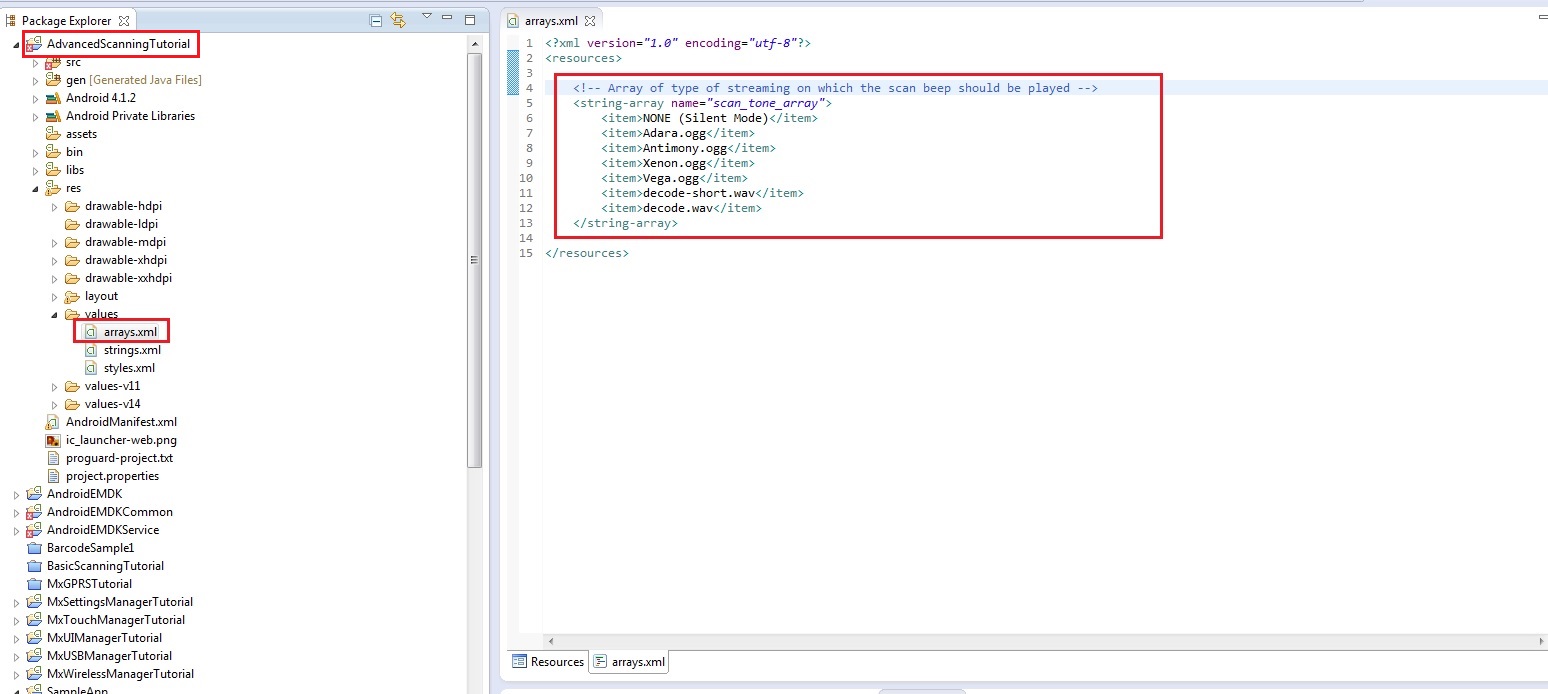 Package Explorer
AdvancedScanningTutorial
src
gen [Generated Java Files]
Android 4.1.2
Android Private Libraries
assets
bin
libs
res
drawable-hdpi
drawable-ldpi
drawable-mdpi
drawable-xhdpi
drawable-xxhdpi
layout
values
arrays.xml
strings.xml
styles.xml
values-v11
values-v14
AndroidManifest.xml
ic_launcher-web.png
proguard-project.txt
project.properties
AndroidEMDK
AndroidEMDKCommon
AndroidEMDKService
BarcodeSample1
BasicScanningTutorial
MxGPRSTutorial
MxSettingsManagerTutorial
MxTouchManagerTutorial
MxUIManagerTutorial
MxUSBManagerTutorial
MxWirelessManagerTutorial
SampleApp
arrays.xml
1 <?xml version="1.0" encoding="utf-8"?>
2 <resources>
3
4 <!-- Array of type of streaming on which the scan beep should be played -->
5 <string-array name="scan_tone_array">
6 <item>NONE (Silent Mode)</item>
7 <item>Adara.ogg</item>
8 <item>Antimony.ogg</item>
9 <item>Xenon.ogg</item>
10 <item>Vega.ogg</item>
11 <item>decode-short.wav</item>
12 <item>decode.wav</item>
13 </string-array>
14
15 </resources>
Resources arrays.xml